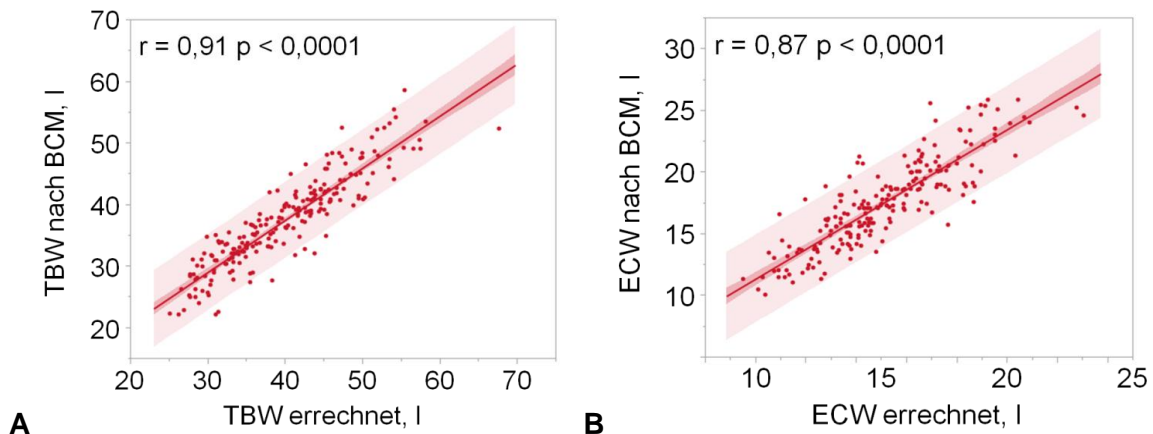 r = 0,91 p < 0,0001
TBW nach BCM, l
70
60
50
40
30
20
20 30 40 50 60 70
TBW errechnet, l
A
r = 0,87 p < 0,0001
ECW nach BCM, l
30
25
20
15
10
10 15 20 25
ECW errechnet, l
B